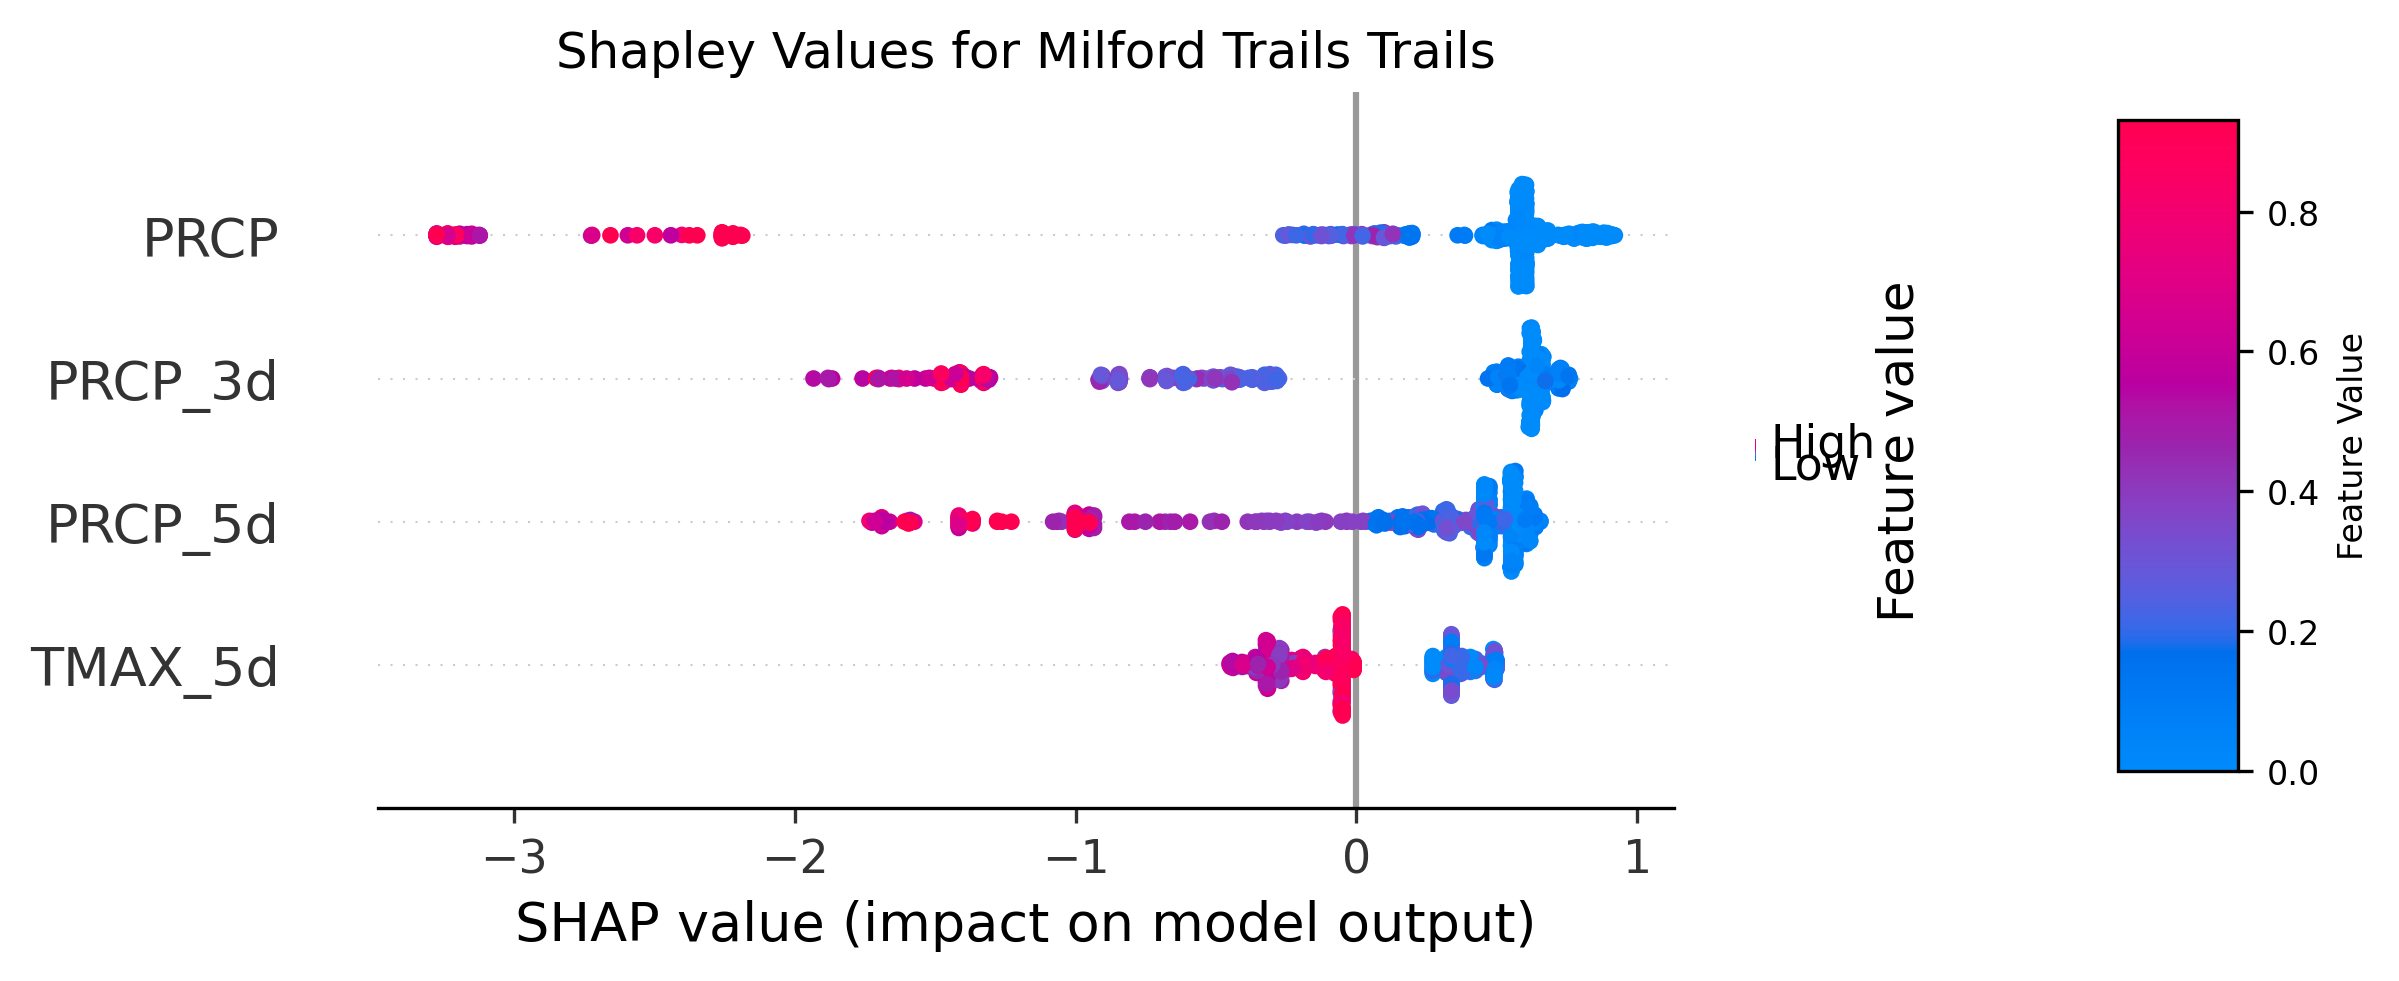 Shapley Values for Milford Trails Trails
PRCP
PRCP_3d
PRCP_5d
TMAX_5d
−3
−2
−1
0
1
SHAP value (impact on model output)
High
Low
Feature value
0.8
0.6
0.4
0.2
0.0
Feature Value